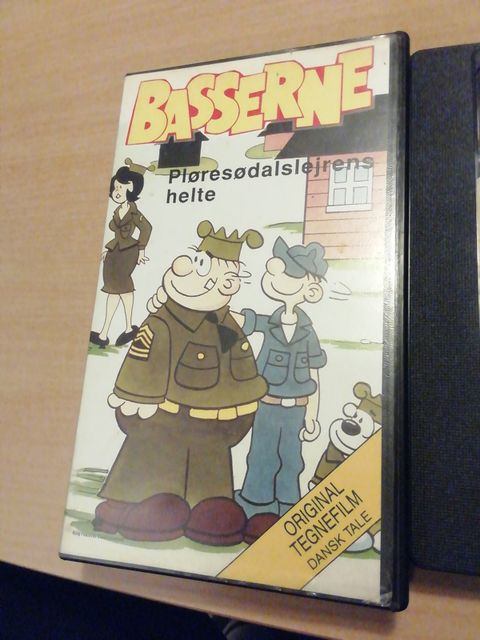 BASSERNE
Pløresødalslejrens
helte
ORIGINAL
TEGNEFILM
DANSK TALE